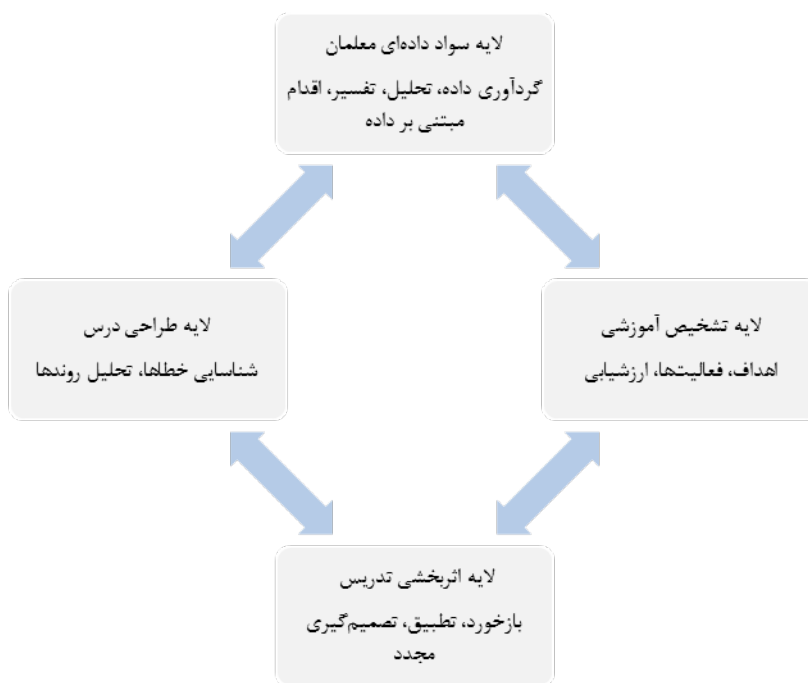 لایه سواد داده‌ای معلمان
گردآوری داده، تحلیل، تفسیر، اقدام
مبتنی بر داده
لایه تشخیص آموزشی
اهداف، فعالیت‌ها، ارزشیابی
لایه طراحی درس
شناسایی خطاها، تحلیل روندها
لایه اثربخشی تدریس
بازخورد، تطبیق، تصمیم‌گیری
مجدد